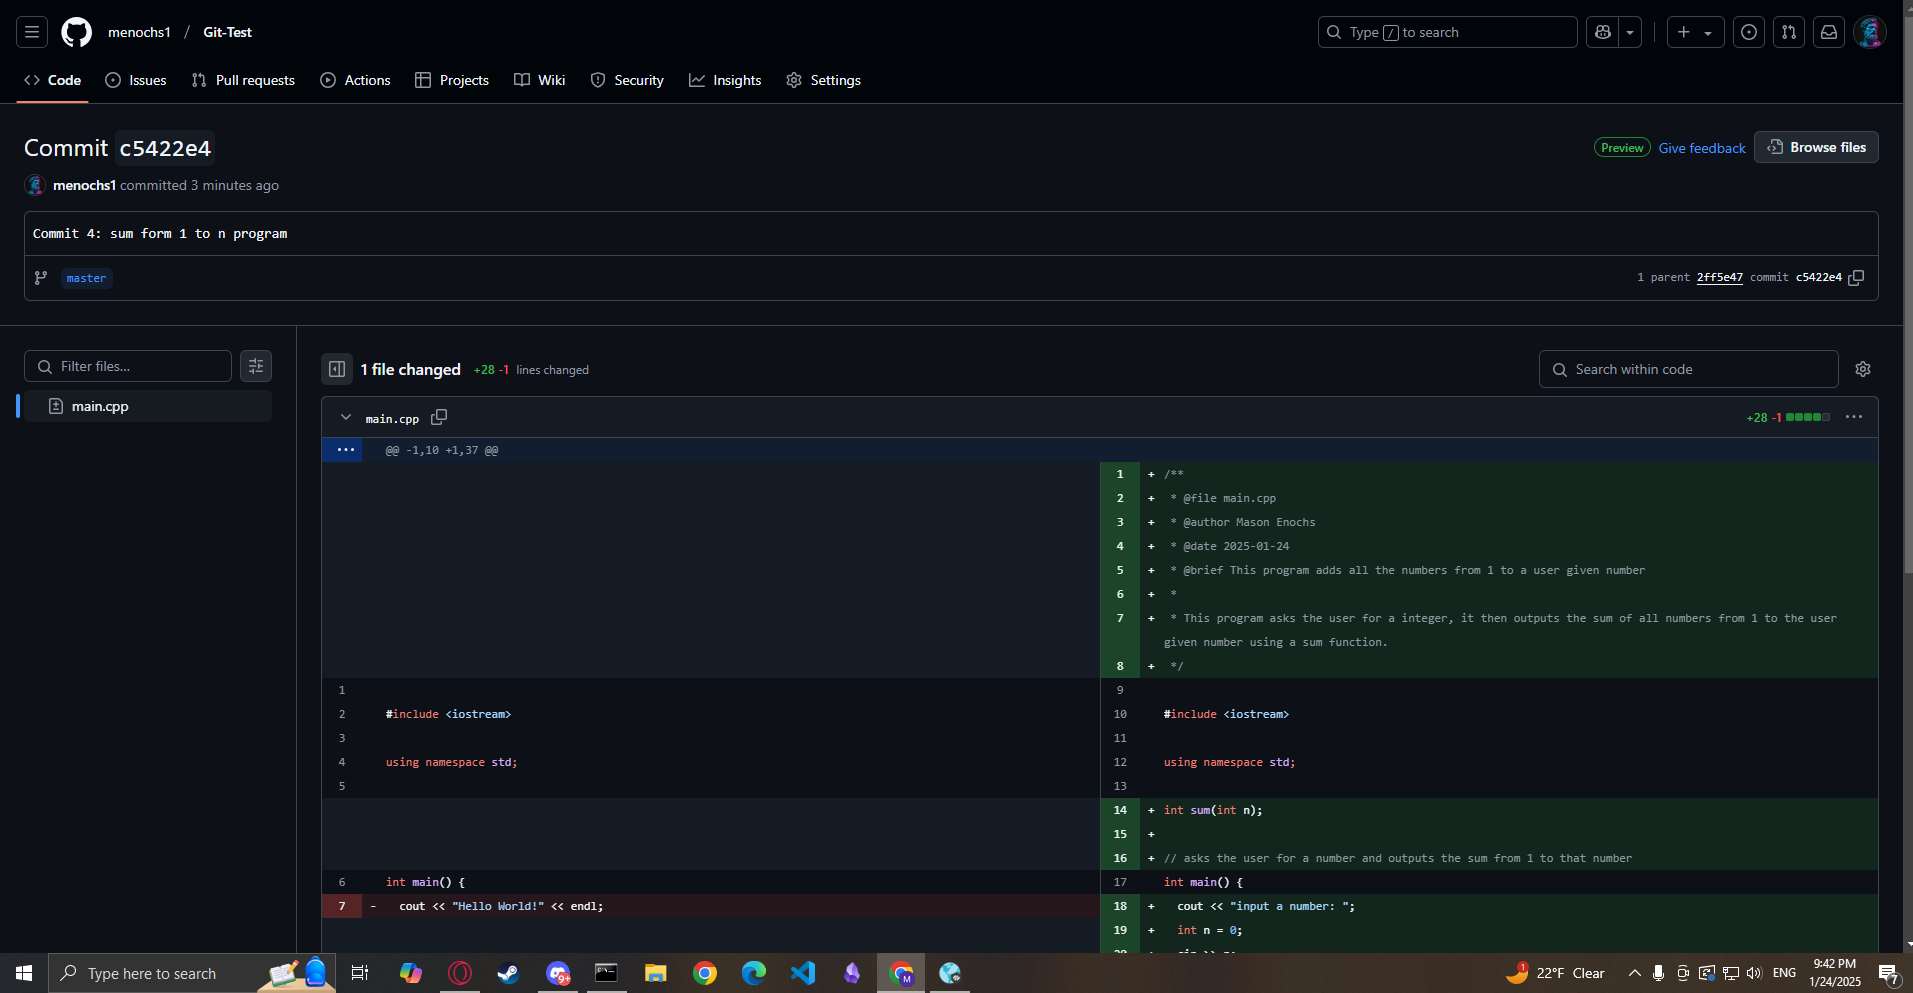 menochs1 / Git-Test
Type / to search
Code Issues Pull requests Actions Projects Wiki Security Insights Settings
Commit c5422e4
Preview Give feedback Browse files
menochs1 committed 3 minutes ago
Commit 4: sum form 1 to n program
master
1 parent 2ff5e47 commit c5422e4
Filter files...
main.cpp
1 file changed +28 -1 lines changed
Search within code
main.cpp
+28 -1
@@ -1,10 +1,37 @@
1 + /**
2 + * @file main.cpp
3 + * @author Mason Enochs
4 + * @date 2025-01-24
5 + * @brief This program adds all the numbers from 1 to a user given number
6 + *
7 + * This program asks the user for a integer, it then outputs the sum of all numbers from 1 to the user
given number using a sum function.
8 + */
1 9
2 #include <iostream> 10 #include <iostream>
3 11
4 using namespace std; 12 using namespace std;
5 13
14 + int sum(int n);
15 +
16 + // asks the user for a number and outputs the sum from 1 to that number
6 int main() { 17 int main() {
7 - cout << "Hello World!" << endl; 18 + cout << "input a number: ";
19 + int n = 0;
Type here to search
9+
M
1
22°F Clear
ENG
9:42 PM
1/24/2025
7